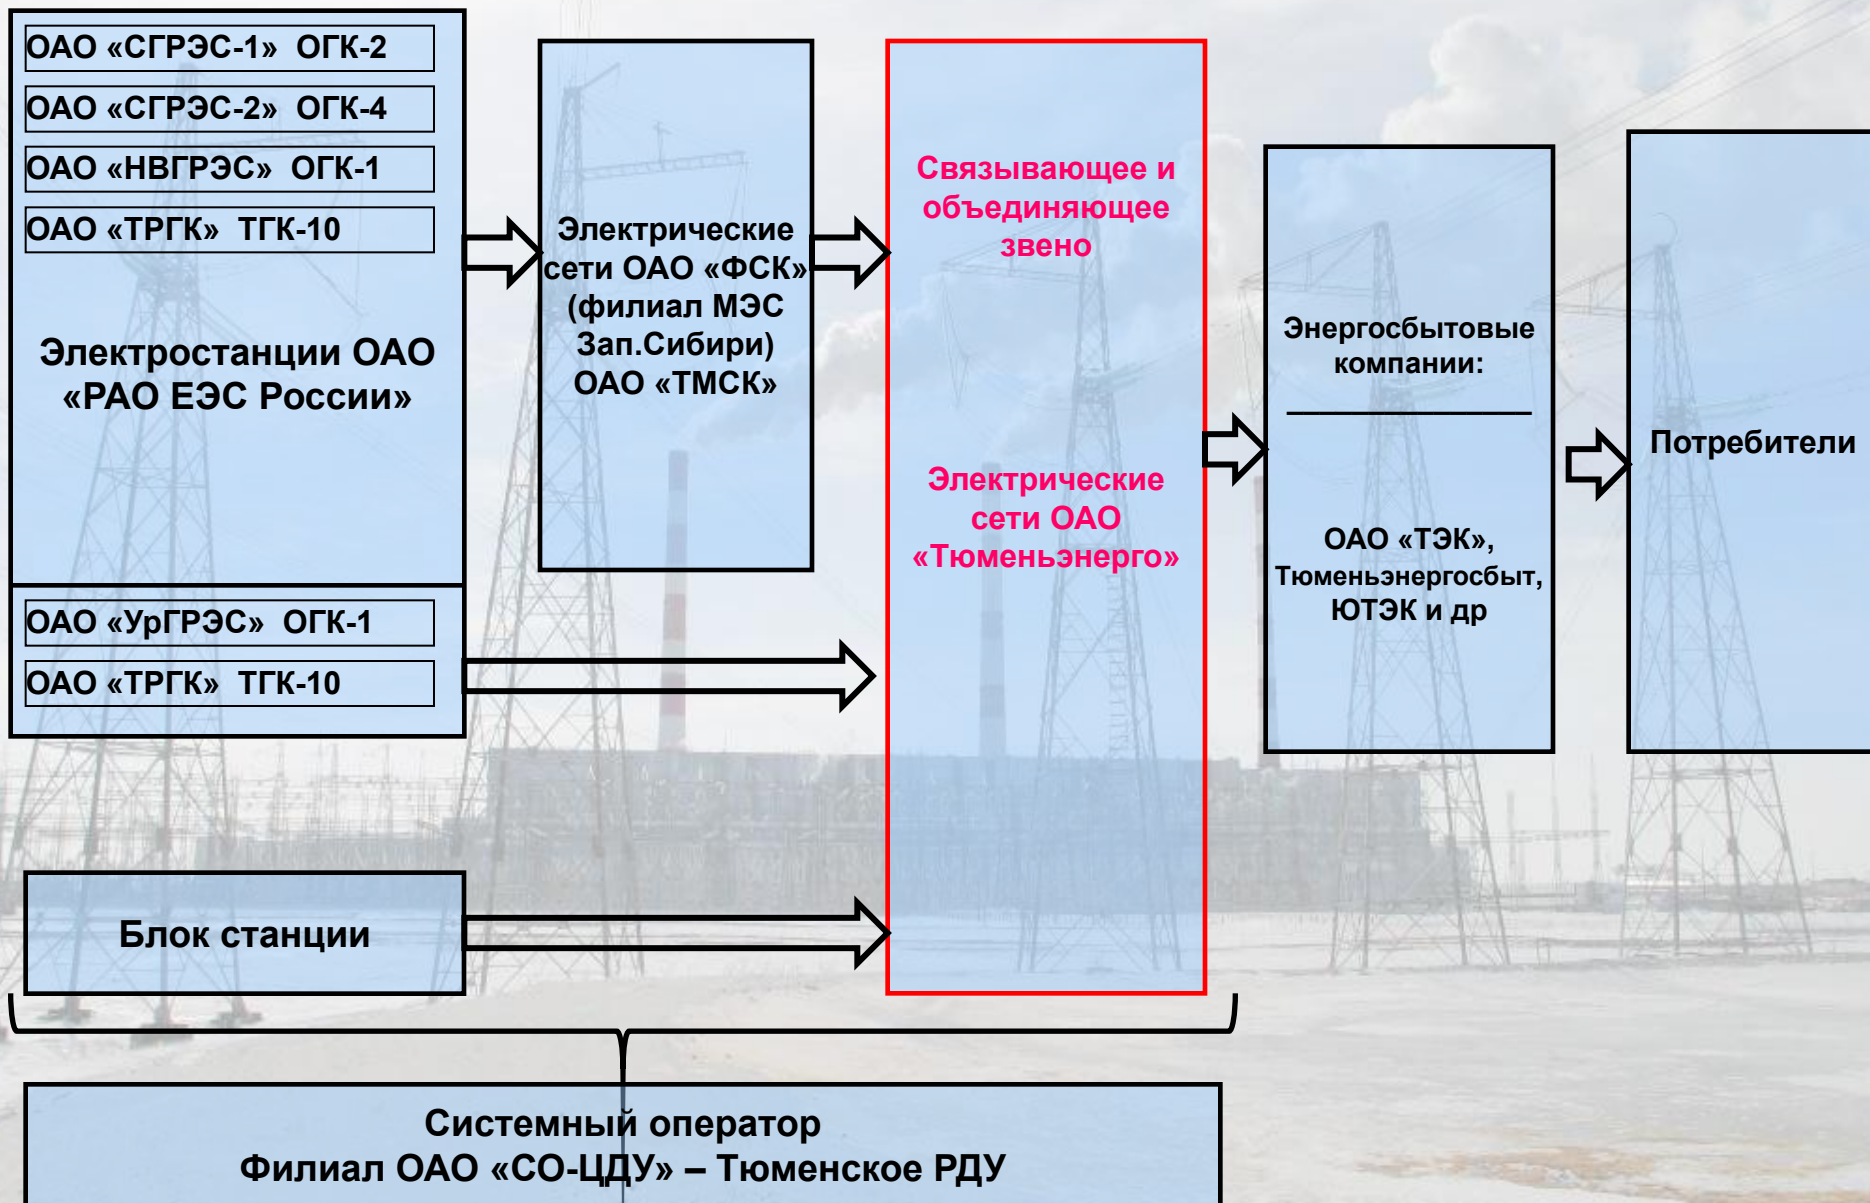 ОАО «СГРЭС-1» ОГК-2
ОАО «СГРЭС-2» ОГК-4
ОАО «НВГРЭС» ОГК-1
ОАО «ТРГК» ТГК-10
Электростанции ОАО
«РАО ЕЭС России»
ОАО «УрГРЭС» ОГК-1
ОАО «ТРГК» ТГК-10
Блок станции
Электрические
сети ОАО «ФСК»
(филиал МЭС
Зап.Сибири)
ОАО «ТМСК»
Связывающее и
объединяющее
звено
Электрические
сети ОАО
«Тюменьэнерго»
Энергосбытовые
компании:
ОАО «ТЭК»,
Тюменьэнергосбыт,
ЮТЭК и др
Потребители
Системный оператор
Филиал ОАО «СО-ЦДУ» – Тюменское РДУ